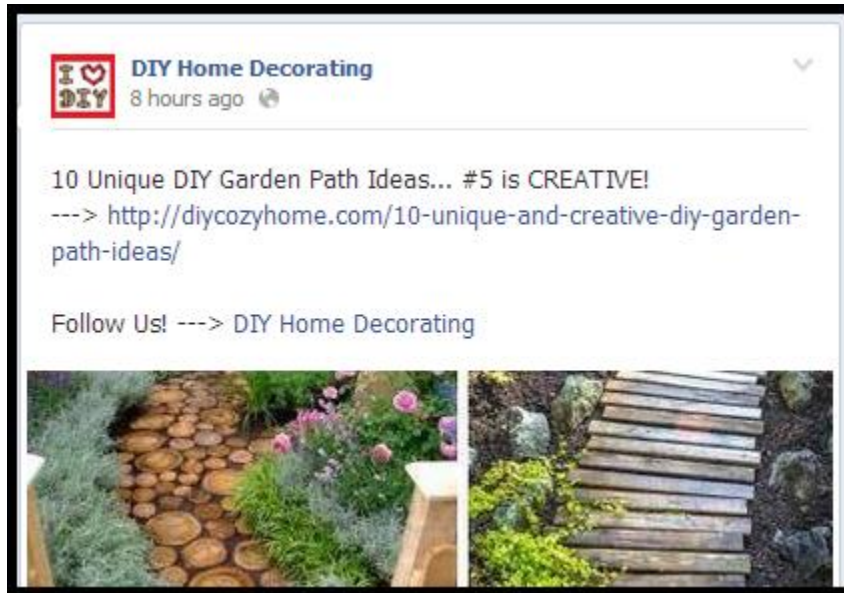 I ♥
DIY
DIY Home Decorating
8 hours ago
10 Unique DIY Garden Path Ideas... #5 is CREATIVE!
---> http://diycozyhome.com/10-unique-and-creative-diy-garden-
path-ideas/
Follow Us! ---> DIY Home Decorating